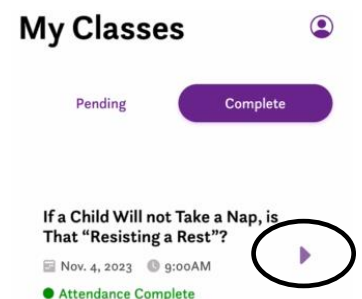 My Classes
Pending Complete
If a Child Will not Take a Nap, is
That “Resisting a Rest”?
Nov. 4, 2023 9:00AM
Attendance Complete